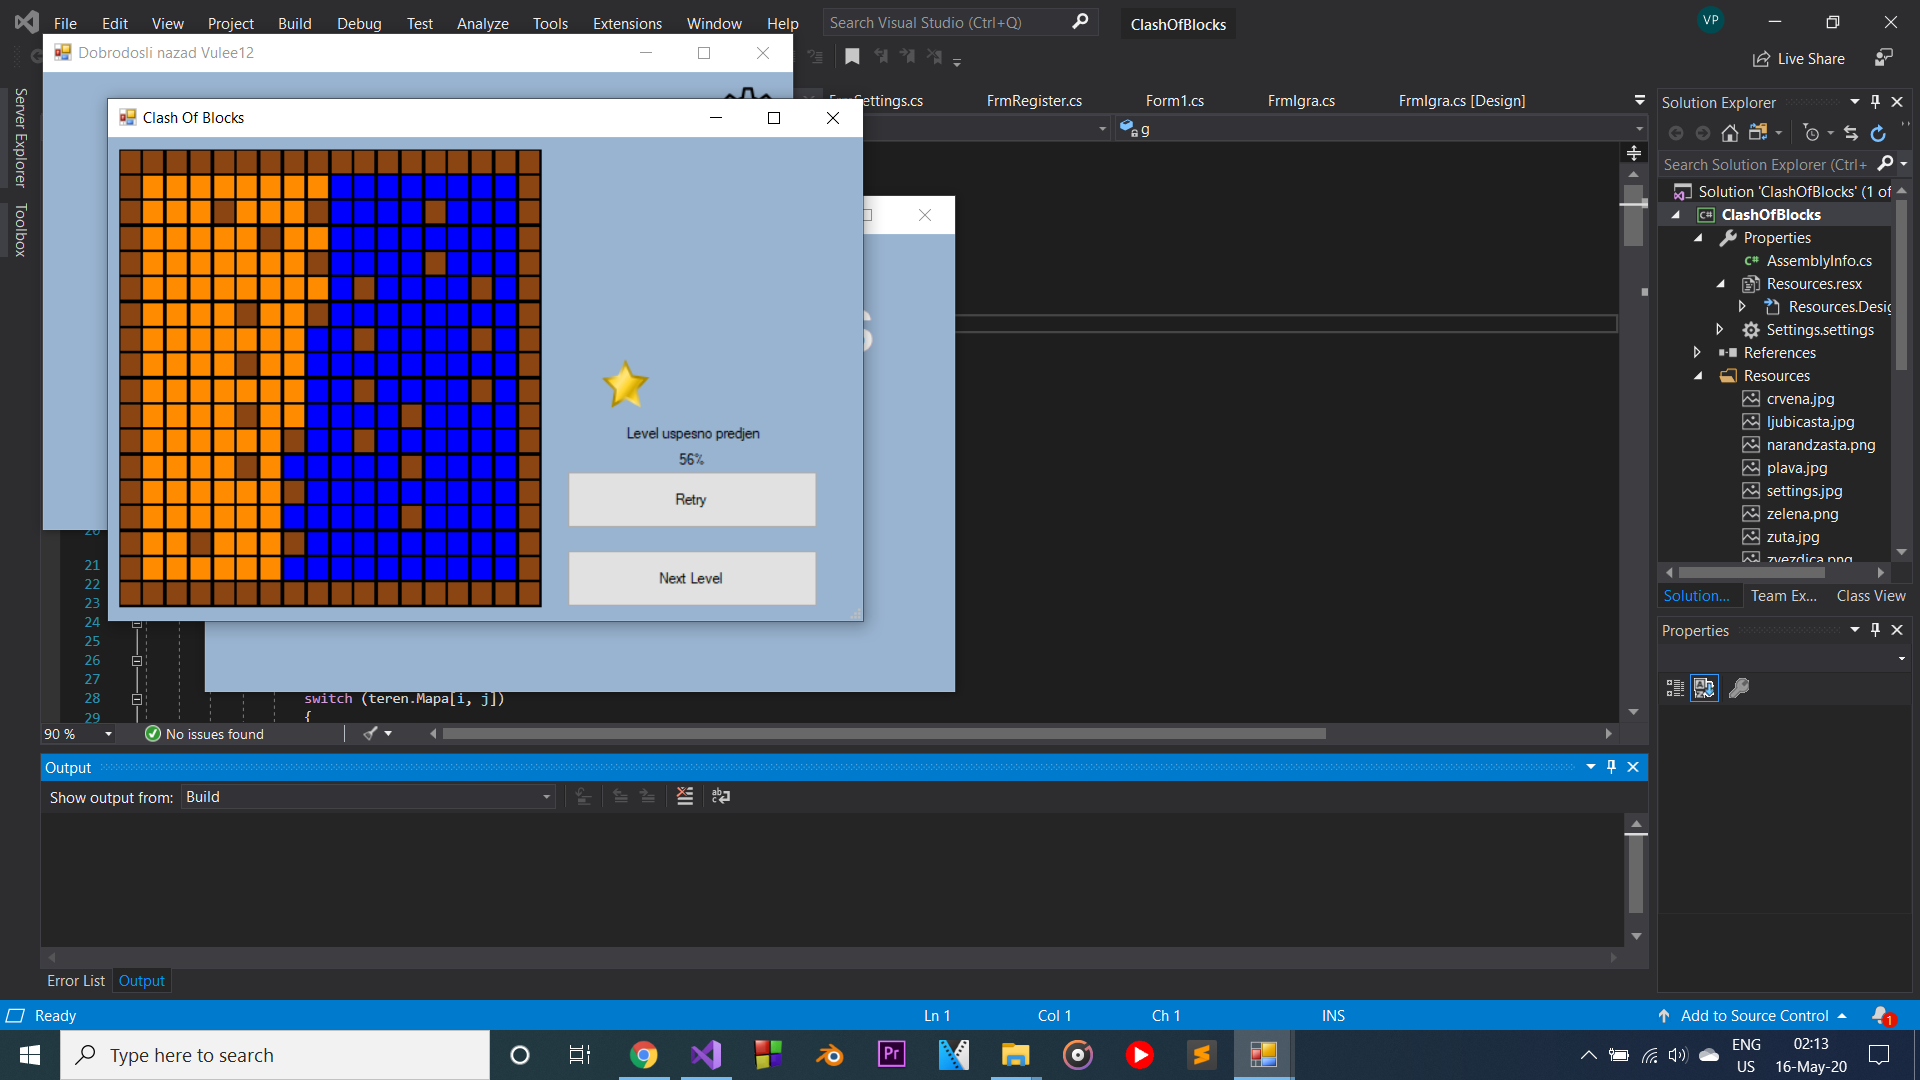 File Edit View Project Build Debug Test Analyze Tools Extensions Window Help Search Visual Studio (Ctrl+Q) ClashOfBlocks VP
Live Share
Dobrodosli nazad Vulee12
Server Explorer
Toolbox
Settings.cs FrmRegister.cs Form1.cs FrmIgra.cs FrmIgra.cs [Design]
g
Clash Of Blocks
Level uspesno predjen
56%
Retry
Next Level
S
20
21
22
23
24
25
26
27
28 switch (teren.Mapa[i, j])
29 {
90 % No issues found
Output
Show output from: Build
Error List Output
Solution Explorer
Search Solution Explorer (Ctrl+
Solution 'ClashOfBlocks' (1 of
C# ClashOfBlocks
Properties
C# AssemblyInfo.cs
Resources.resx
Resources.Desig
Settings.settings
References
Resources
crvena.jpg
ljubicasta.jpg
narandzasta.png
plava.jpg
settings.jpg
zelena.png
zuta.jpg
zvezdica.png
Solution... Team Ex... Class View
Properties
Ready Ln 1 Col 1 Ch 1 INS Add to Source Control 1
Type here to search
Pr
ENG
US
02:13
16-May-20